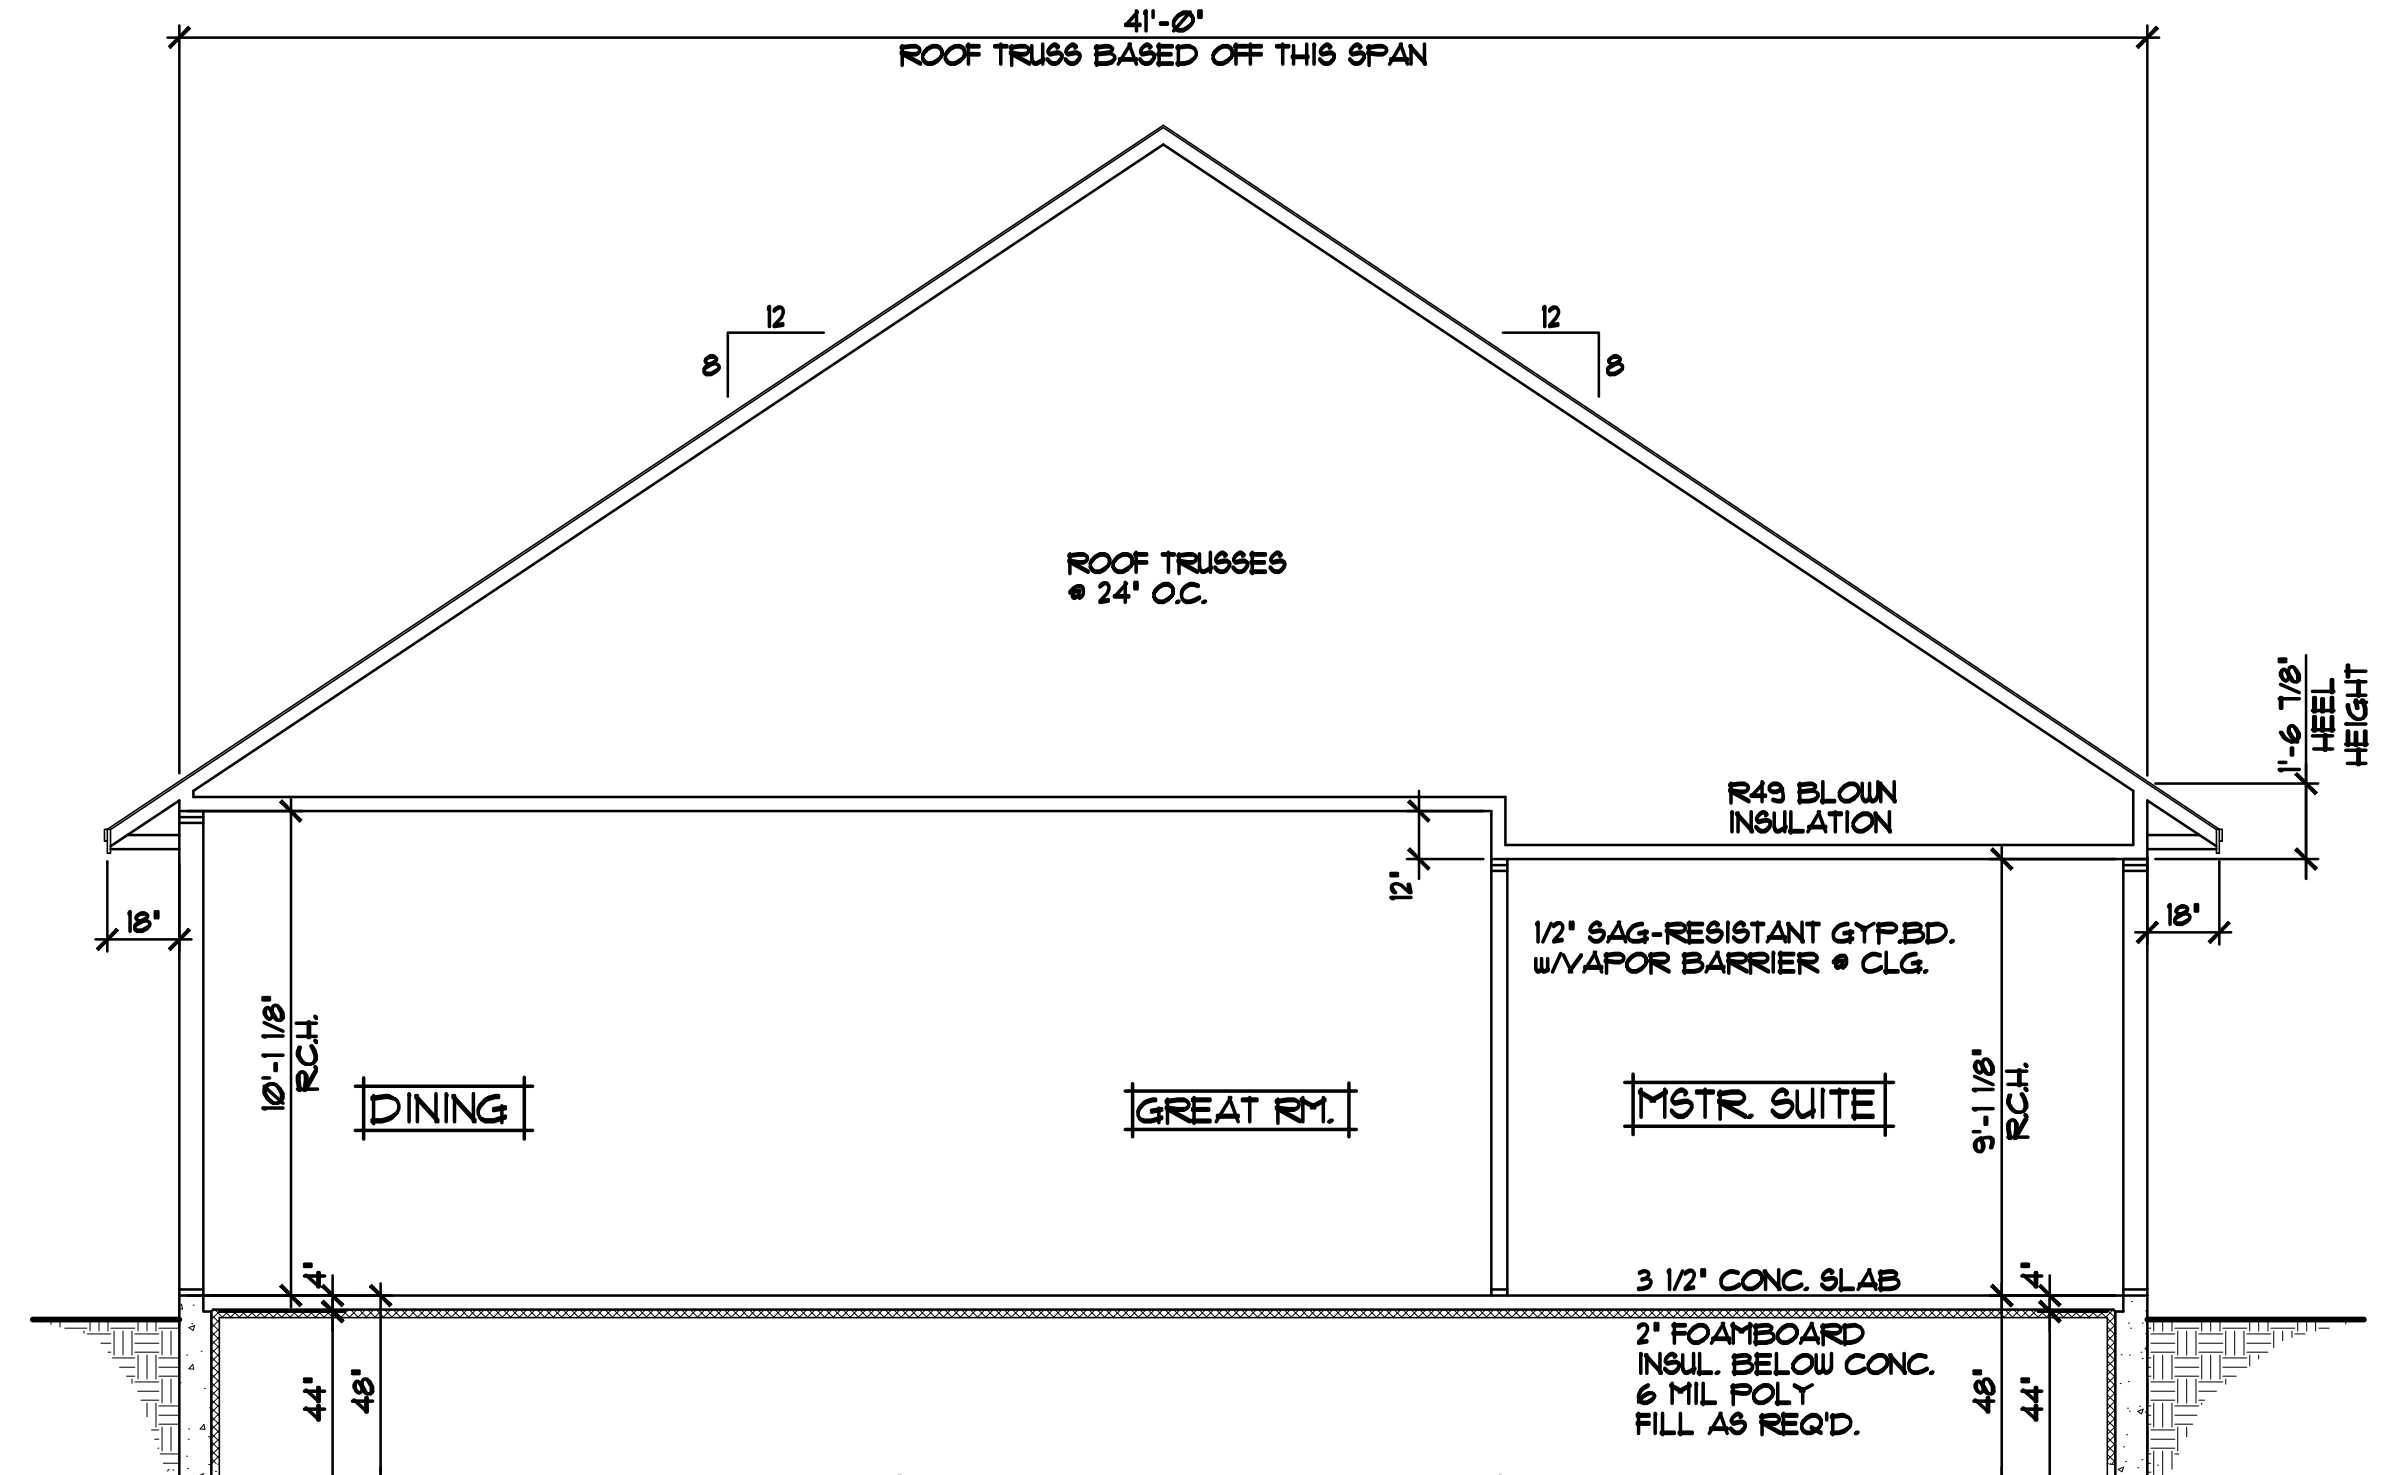 41'-0"
ROOF TRUSS BASED OFF THIS SPAN
12
8
12
8
ROOF TRUSSES
@ 24" O.C.
1'-6 7/8"
HEEL
HEIGHT
R49 BLOWN
INSULATION
12"
18"
18"
1/2" SAG-RESISTANT GYP.BD.
w/VAPOR BARRIER @ CLG.
10'-1 1/8"
R.C.H.
DINING
GREAT RM.
MSTR. SUITE
9'-1 1/8"
R.C.H.
4"
3 1/2" CONC. SLAB
4"
2" FOAMBOARD
INSUL. BELOW CONC.
6 MIL POLY
FILL AS REQ'D.
44"
48"
48"
44"